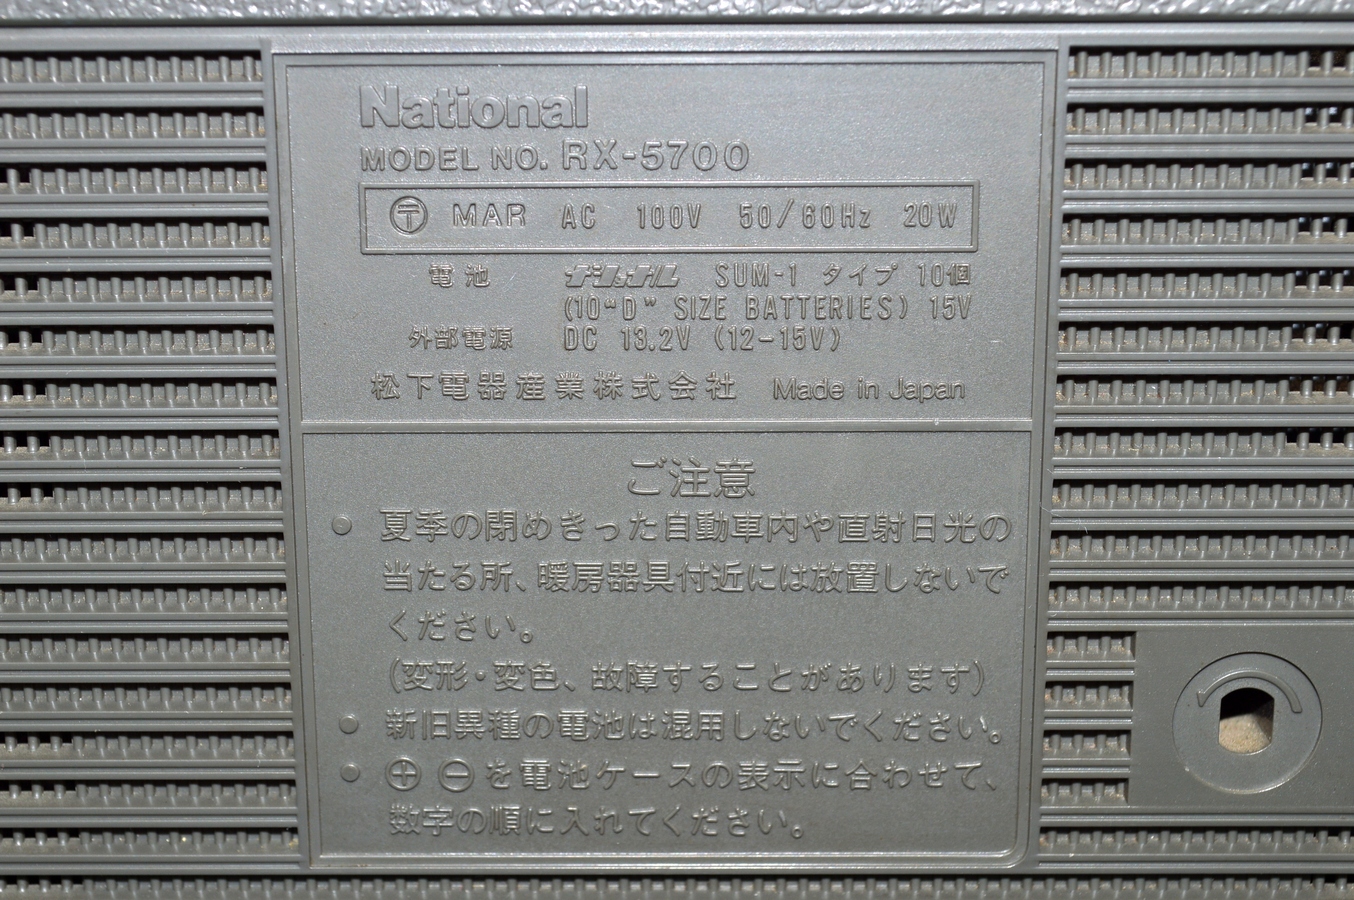 National
MODEL NO. RX-5700
〒 MAR AC 100V 50/60Hz 20W
電池 ナショナル SUM-1 タイプ 10個
(10“D” SIZE BATTERIES) 15V
外部電源 DC 13.2V (12-15V)
松下電器産業株式会社 Made in Japan
ご注意
● 夏季の閉めきった自動車内や直射日光の
当たる所、暖房器具付近には放置しないで
ください。
(変形・変色、故障することがあります)
● 新旧異種の電池は混用しないでください。
● ⊕ ⊖ を電池ケースの表示に合わせて、
数字の順に入れてください。